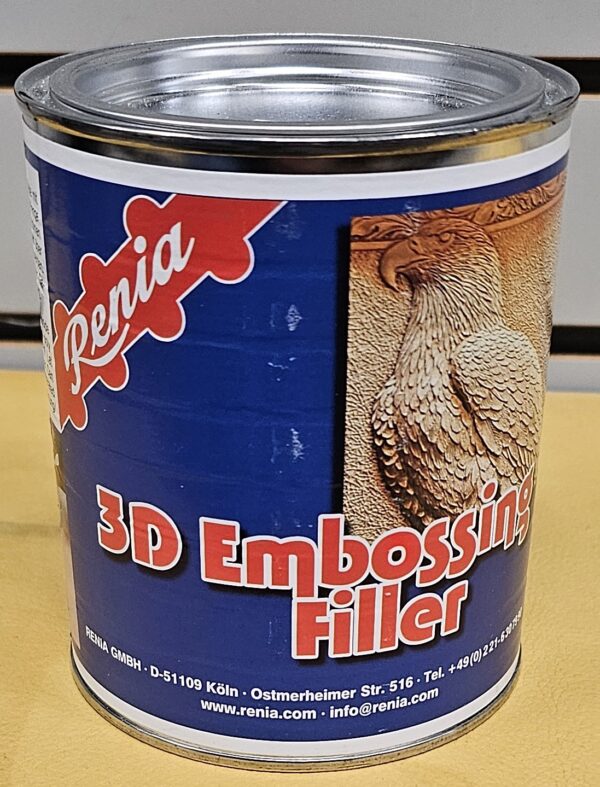 Renia
3D Embossing
Filler
RENIA GMBH · D-51109 Köln · Ostmerheimer Str. 516 · Tel. +49(0)221-630799-
www.renia.com · info@renia.com